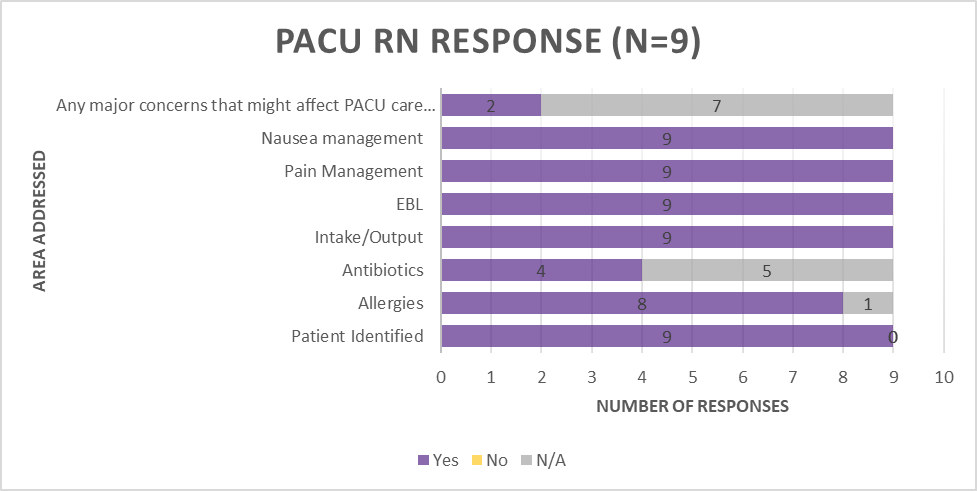 PACU RN RESPONSE (N=9)
AREA ADDRESSED
Any major concerns that might affect PACU care... 2 7
Nausea management 9
Pain Management 9
EBL 9
Intake/Output 9
Antibiotics 4 5
Allergies 8 1
Patient Identified 9 0
0 1 2 3 4 5 6 7 8 9 10
NUMBER OF RESPONSES
Yes No N/A